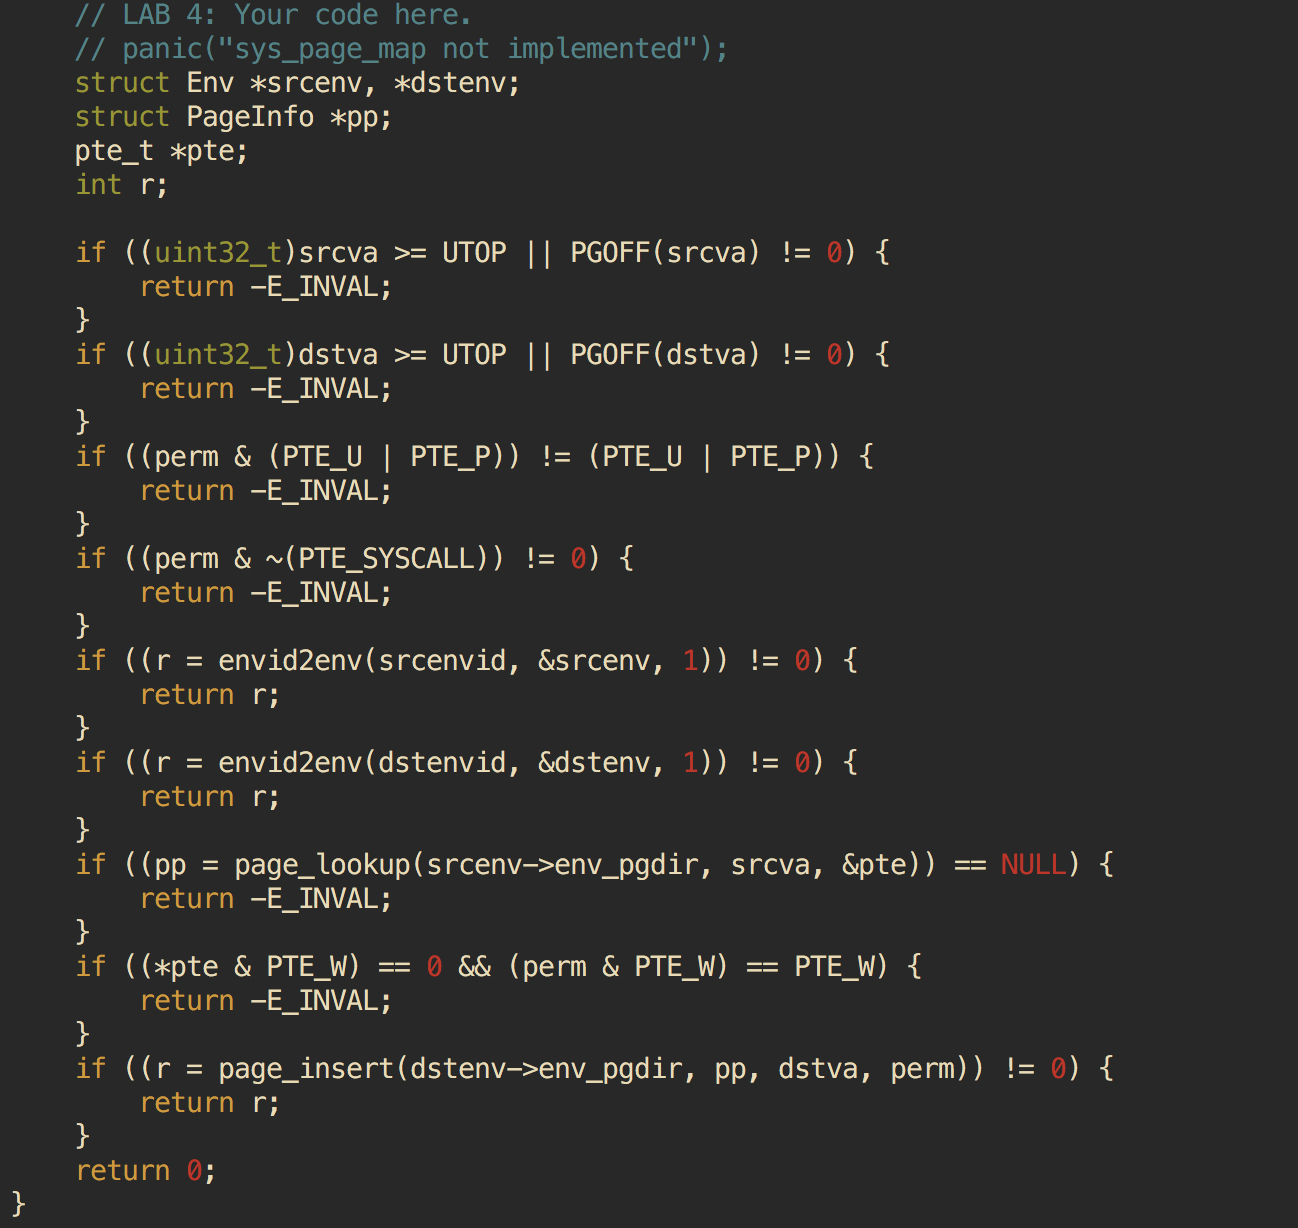 // LAB 4: Your code here.
// panic("sys_page_map not implemented");
struct Env *srcenv, *dstenv;
struct PageInfo *pp;
pte_t *pte;
int r;
if ((uint32_t)srcva >= UTOP || PGOFF(srcva) != 0) {
return -E_INVAL;
}
if ((uint32_t)dstva >= UTOP || PGOFF(dstva) != 0) {
return -E_INVAL;
}
if ((perm & (PTE_U | PTE_P)) != (PTE_U | PTE_P)) {
return -E_INVAL;
}
if ((perm & ~(PTE_SYSCALL)) != 0) {
return -E_INVAL;
}
if ((r = envid2env(srcenvid, &srcenv, 1)) != 0) {
return r;
}
if ((r = envid2env(dstenvid, &dstenv, 1)) != 0) {
return r;
}
if ((pp = page_lookup(srcenv->env_pgdir, srcva, &pte)) == NULL) {
return -E_INVAL;
}
if ((*pte & PTE_W) == 0 && (perm & PTE_W) == PTE_W) {
return -E_INVAL;
}
if ((r = page_insert(dstenv->env_pgdir, pp, dstva, perm)) != 0) {
return r;
}
return 0;
}